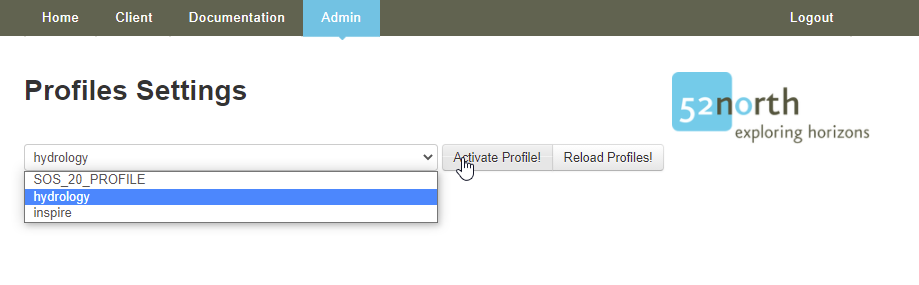 Home Client Documentation Admin Logout
Profiles Settings
52north
exploring horizons
hydrology Activate Profile! Reload Profiles!
SOS_20_PROFILE
hydrology
inspire